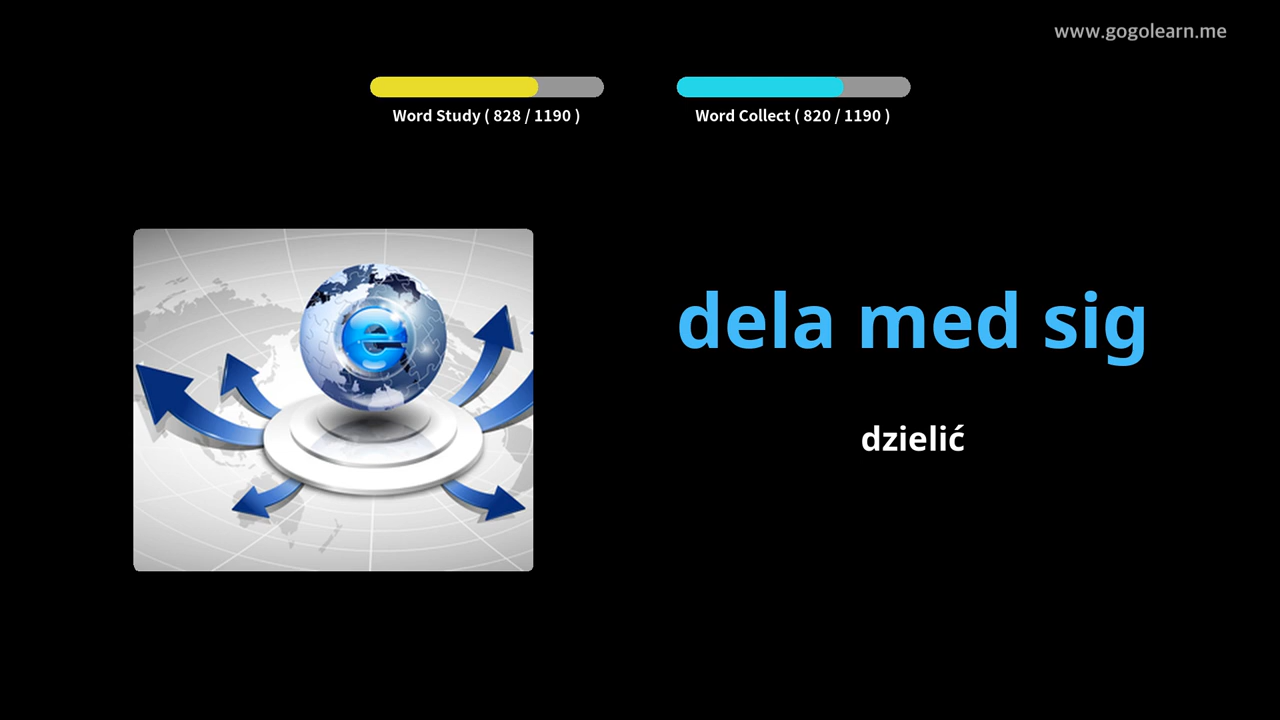 www.gogolearn.me
Word Study ( 828 / 1190 )
Word Collect ( 820 / 1190 )
e
dela med sig
dzielić